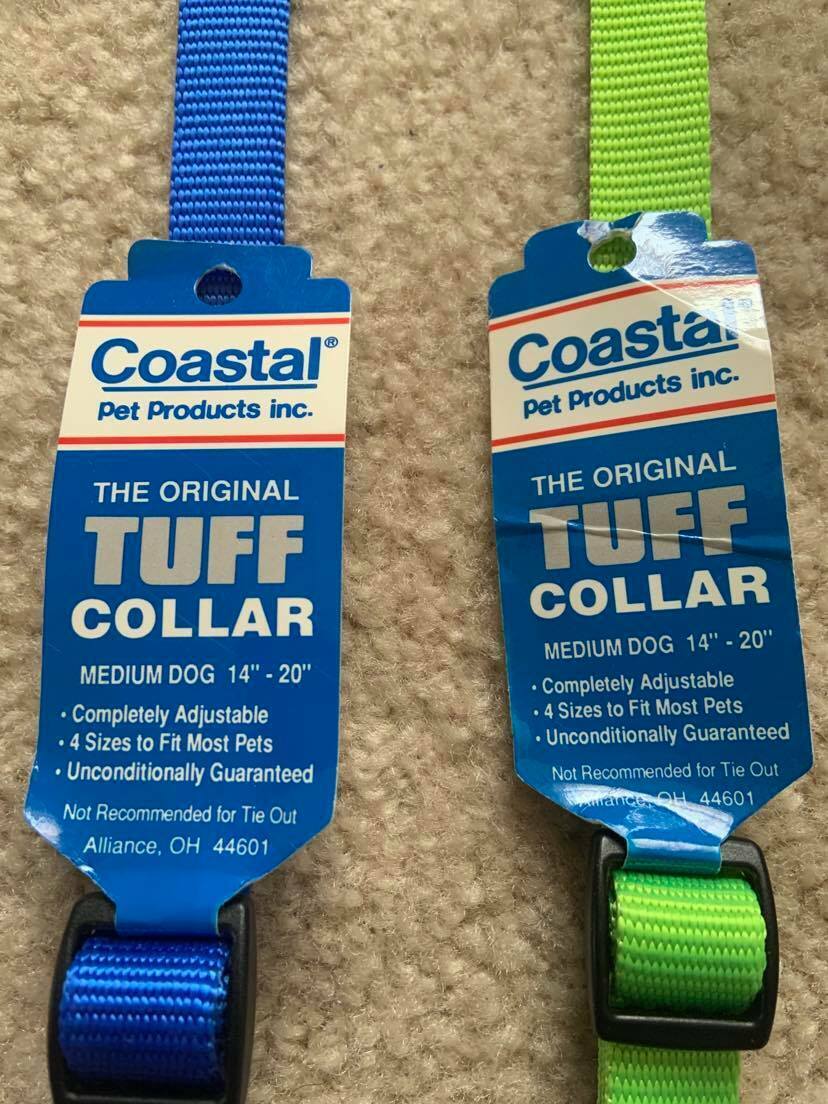 Coastal®
Pet Products inc.
THE ORIGINAL
TUFF
COLLAR
MEDIUM DOG 14" - 20"
• Completely Adjustable
• 4 Sizes to Fit Most Pets
• Unconditionally Guaranteed
Not Recommended for Tie Out
Alliance, OH 44601
Coastal®
Pet Products inc.
THE ORIGINAL
TUFF
COLLAR
MEDIUM DOG 14" - 20"
• Completely Adjustable
• 4 Sizes to Fit Most Pets
• Unconditionally Guaranteed
Not Recommended for Tie Out
Alliance, OH 44601